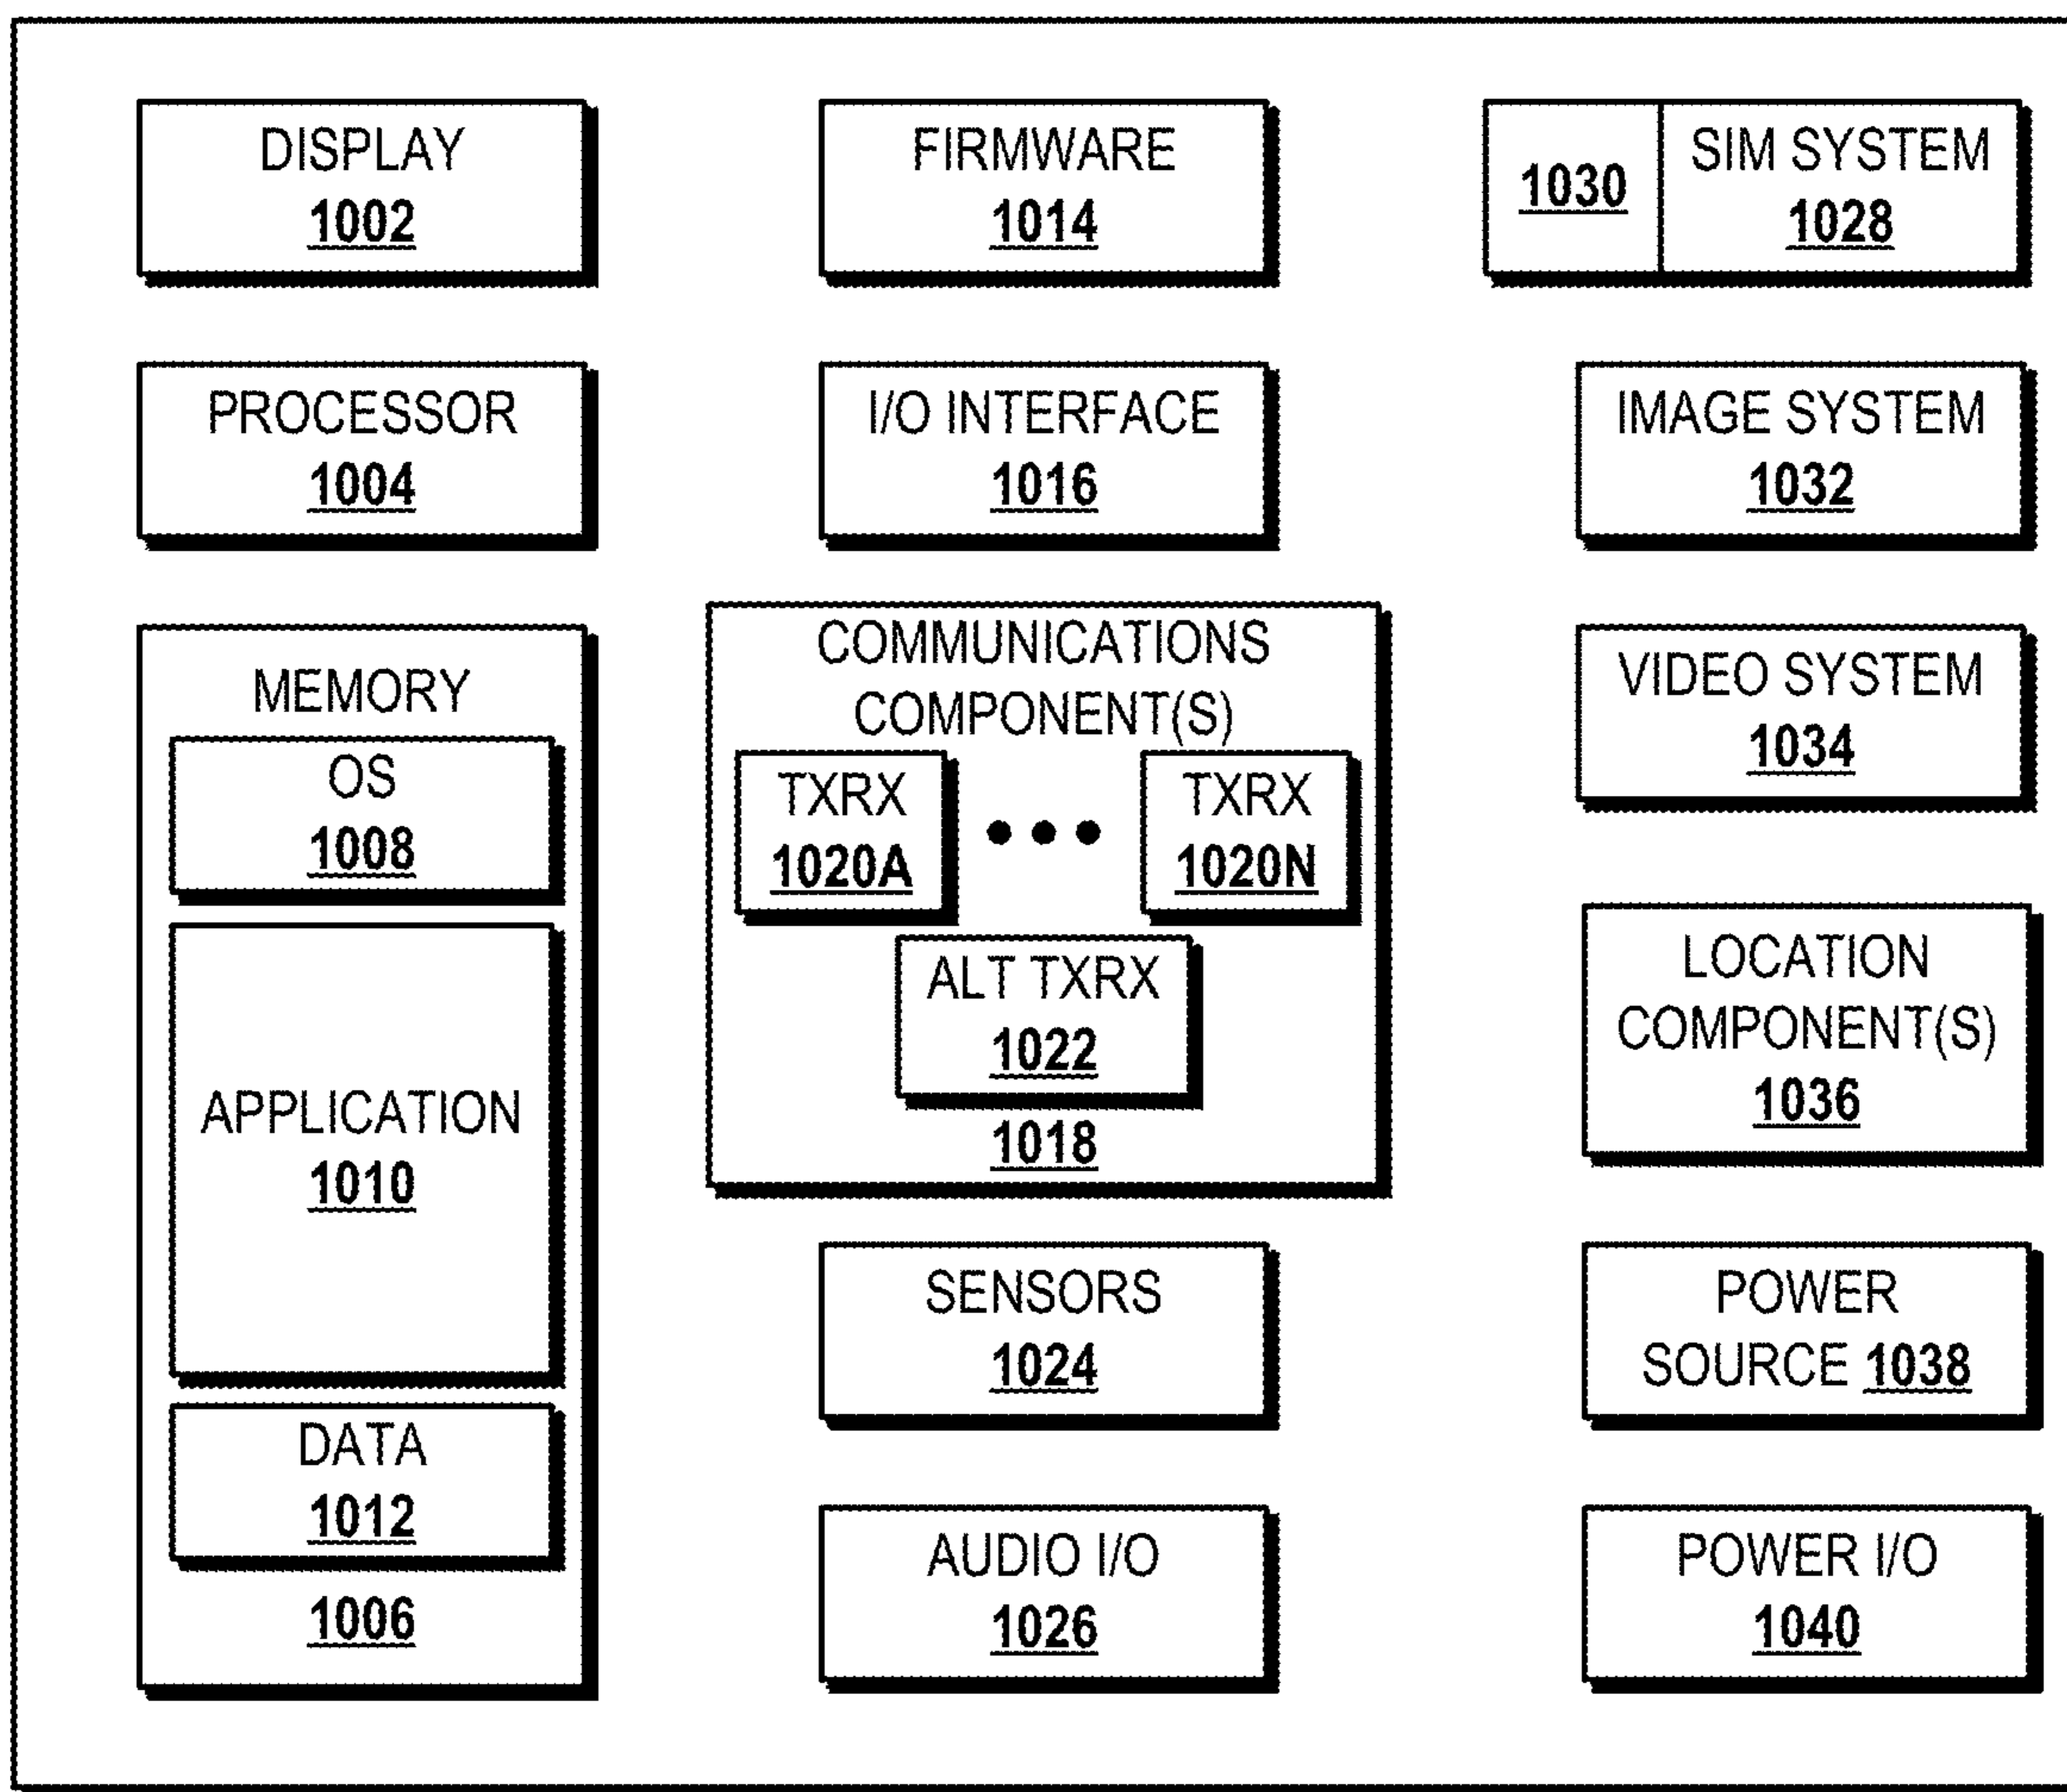 DISPLAY
1002
PROCESSOR
1004
MEMORY
OS
1008
APPLICATION
1010
DATA
1012
1006
FIRMWARE
1014
I/O INTERFACE
1016
COMMUNICATIONS
COMPONENT(S)
TXRX
1020A
TXRX
1020N
ALT TXRX
1022
1018
SENSORS
1024
AUDIO I/O
1026
1030
SIM SYSTEM
1028
IMAGE SYSTEM
1032
VIDEO SYSTEM
1034
LOCATION
COMPONENT(S)
1036
POWER
SOURCE 1038
POWER I/O
1040